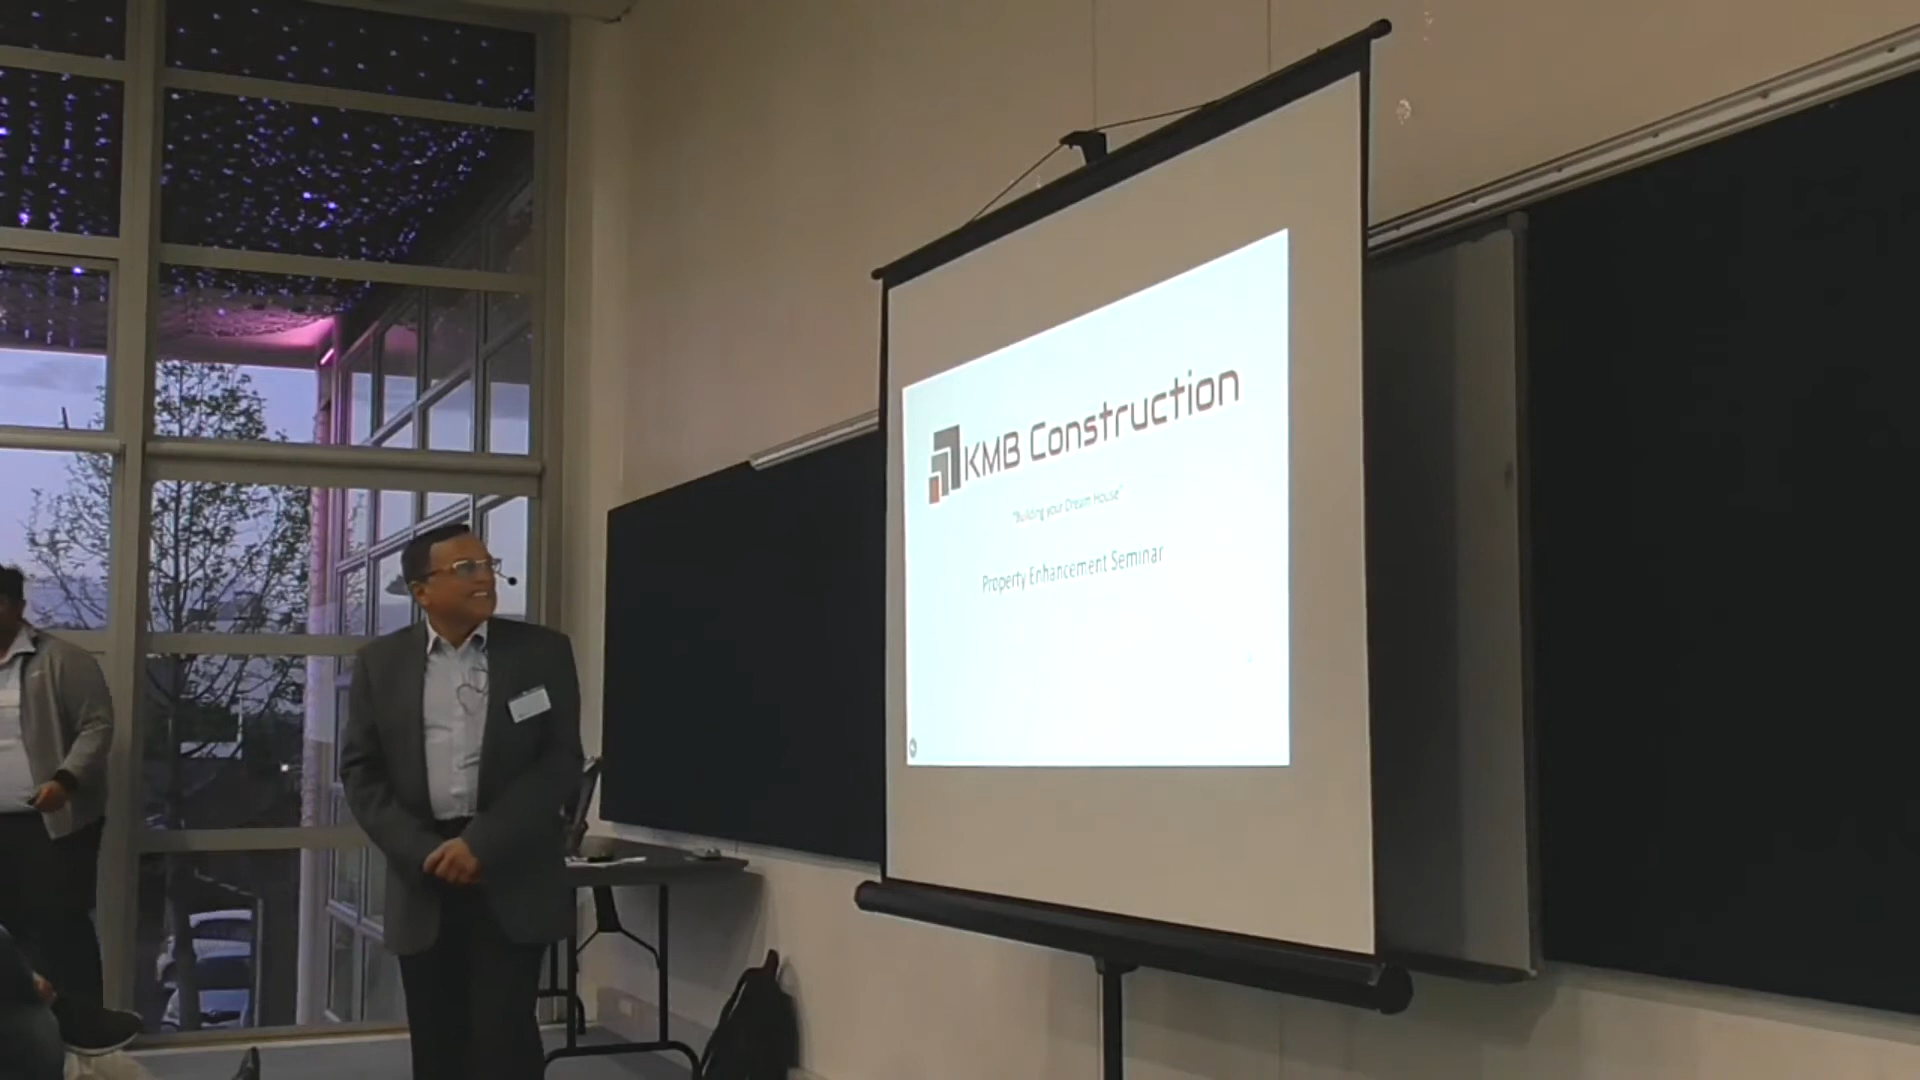 KMB Construction
"Building your Dream House"
Property Enhancement Seminar